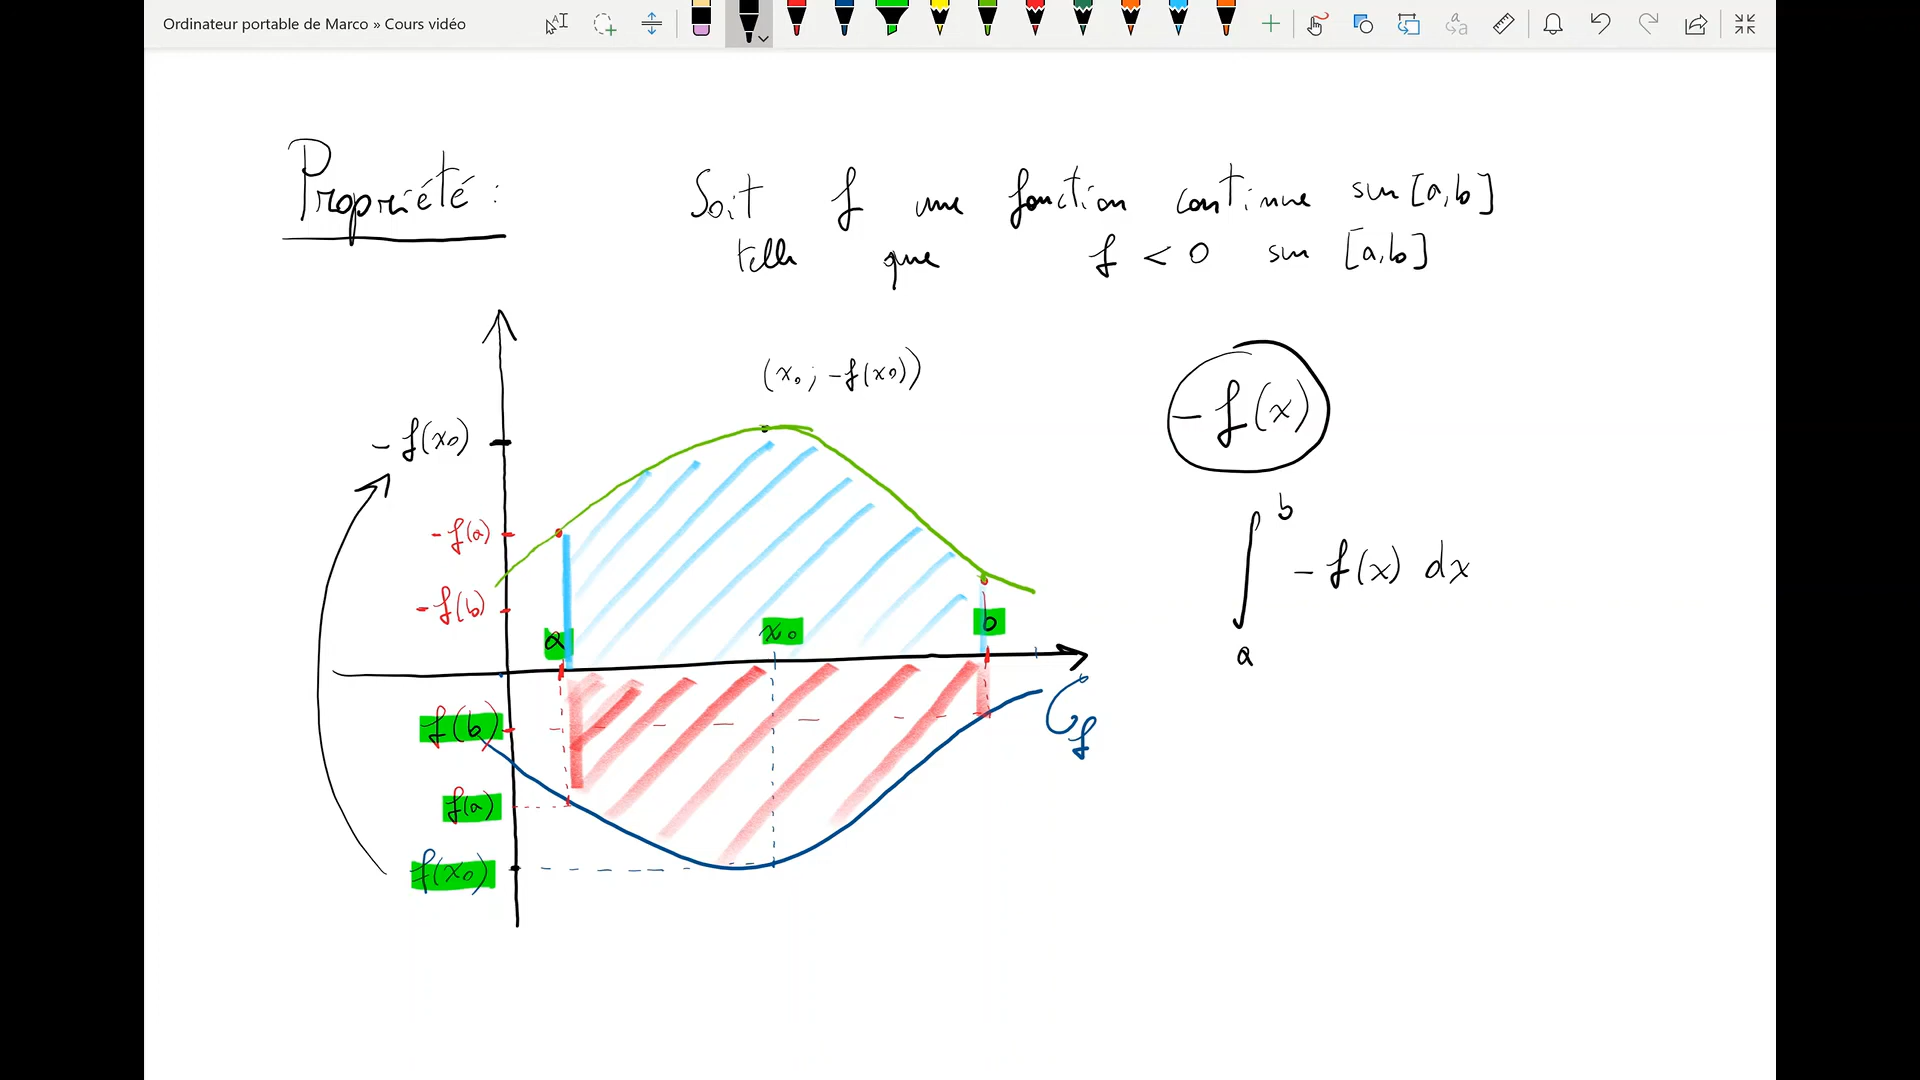 Ordinateur portable de Marco » Cours vidéo
Propriété :
Soit f une fonction continue sur [a,b]
telle que f < 0 sur [a,b]
(x₀ ; -f(x₀))
-f(x)
-f(x₀)
b
∫ -f(x) dx
a
-f(a)
-f(b)
a
x₀
b
f(b)
Cf
f(a)
f(x₀)